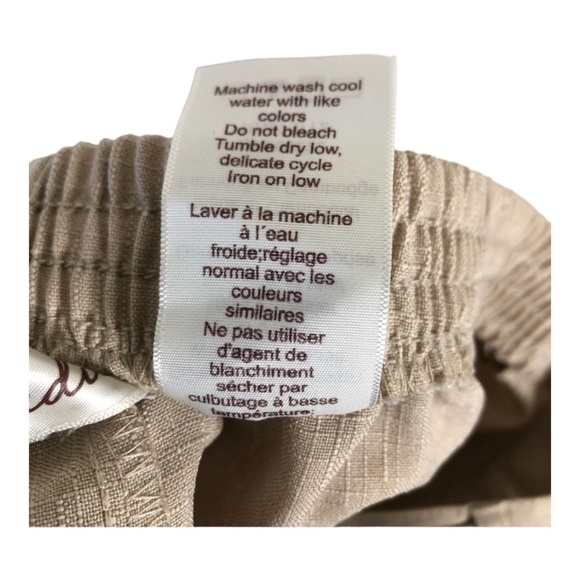 Machine wash cool
water with like
colors
Do not bleach
Tumble dry low,
delicate cycle
Iron on low
Laver à la machine
à l´eau
froide;réglage
normal avec les
couleurs
similaires
Ne pas utiliser
d'agent de
blanchiment
sécher par
culbutage à basse
température;